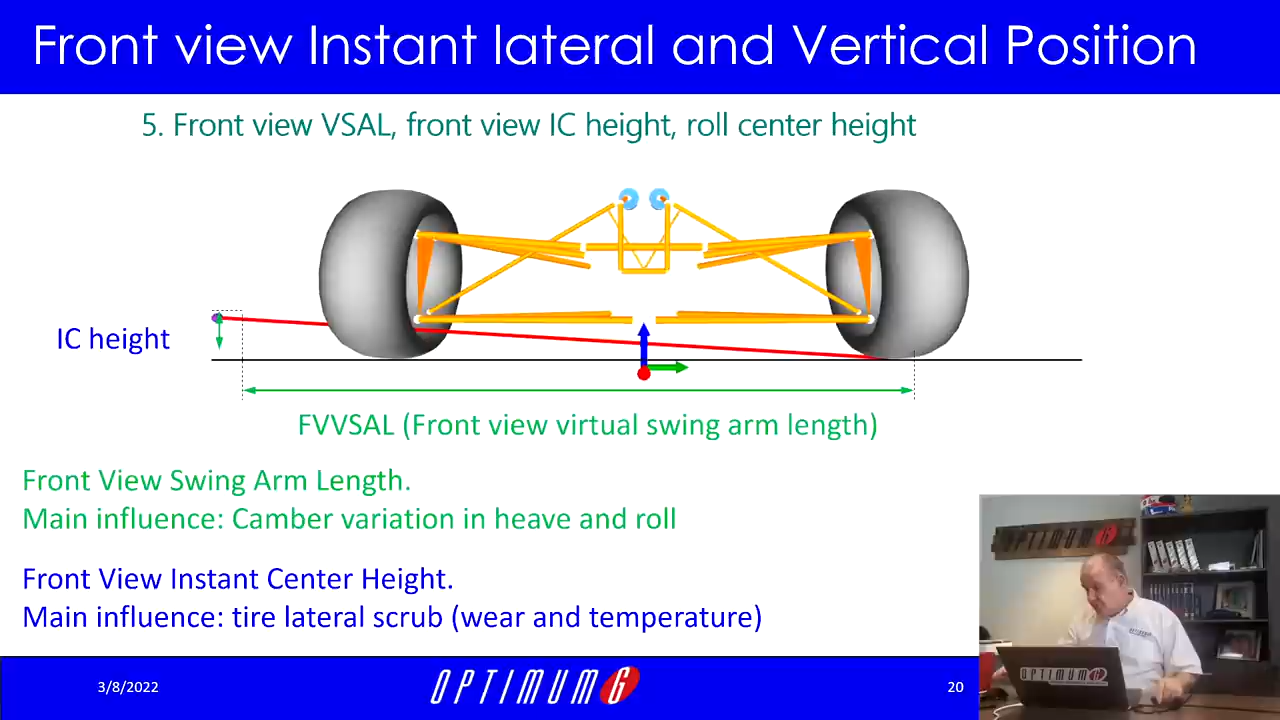 Front view Instant lateral and Vertical Position
5. Front view VSAL, front view IC height, roll center height
IC height
FVVSAL (Front view virtual swing arm length)
Front View Swing Arm Length.
Main influence: Camber variation in heave and roll
Front View Instant Center Height.
Main influence: tire lateral scrub (wear and temperature)
OPTIMUM G
OPTIMUM G
3/8/2022
OPTIMUM G
20